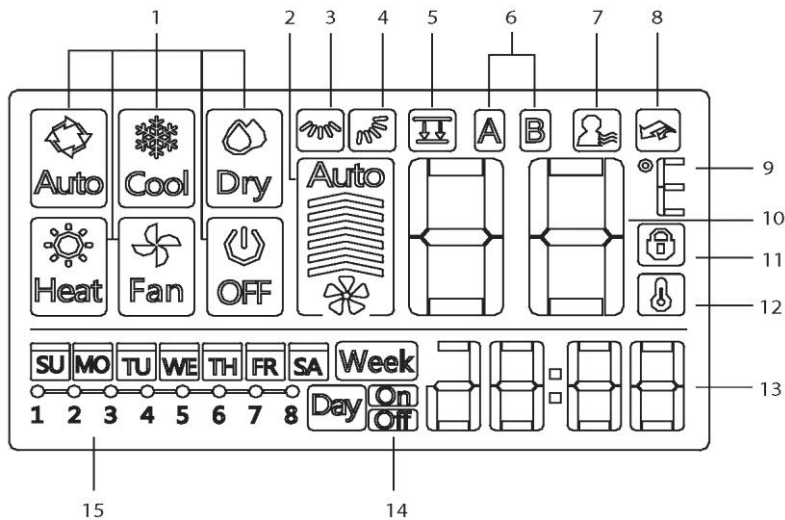 1 2 3 4 5 6 7 8
Auto Cool Dry
Auto
A B
9
10
Heat Fan OFF
11
12
SU MO TU WE TH FR SA Week
Day On
Off
13
1 2 3 4 5 6 7 8
15 14